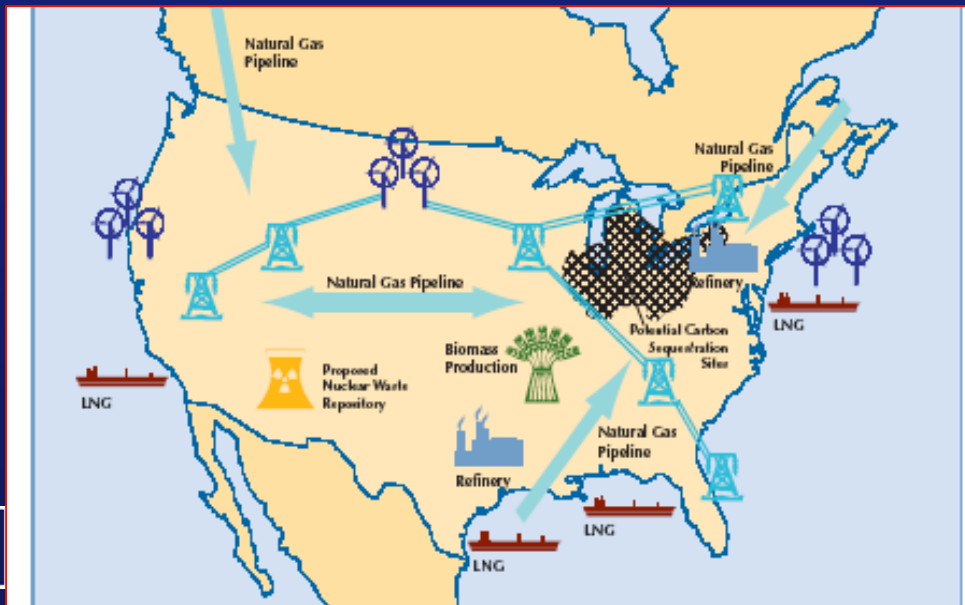 Natural Gas
Pipeline
Natural Gas
Pipeline
Natural Gas Pipeline
Refinery
LNG
Potential Carbon
Sequestration
Sites
Biomass
Production
Proposed
Nuclear Waste
Repository
LNG
Natural Gas
Pipeline
Refinery
LNG
LNG